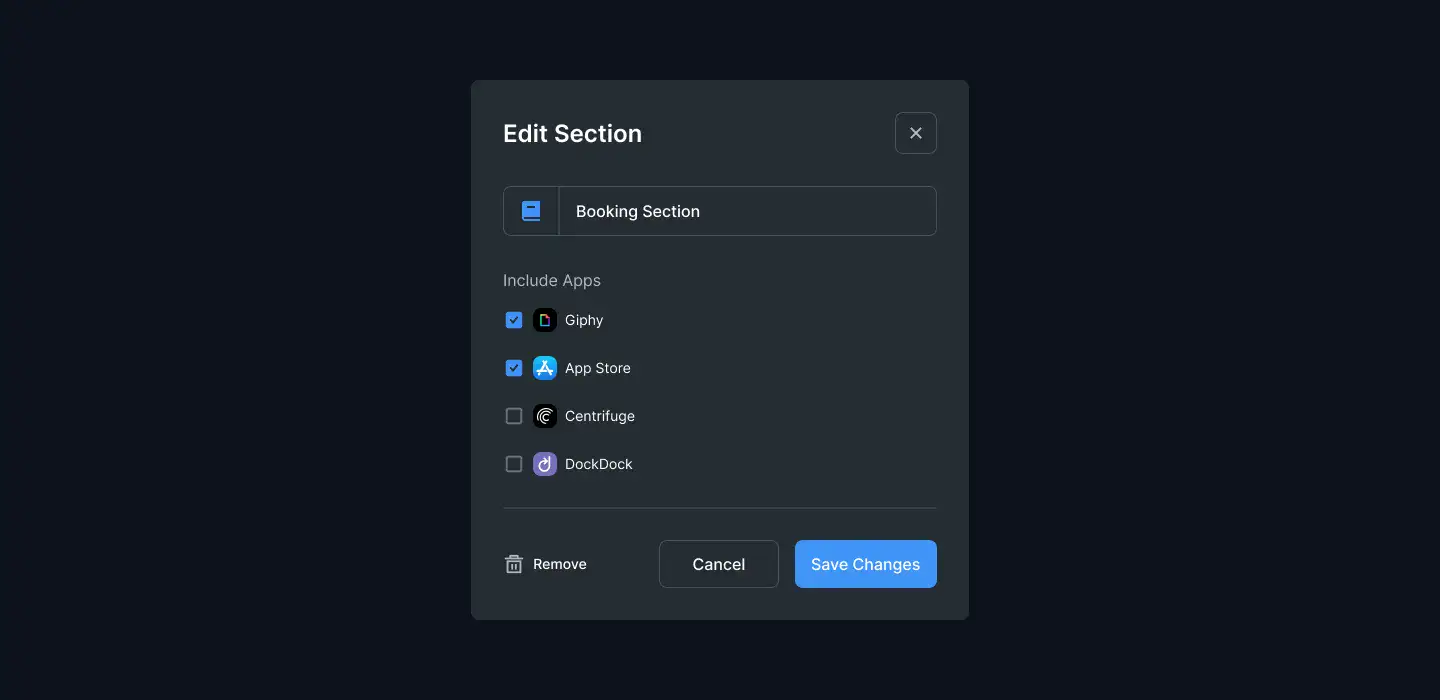 Edit Section
Booking Section
Include Apps
Giphy
App Store
Centrifuge
DockDock
Remove
Cancel
Save Changes